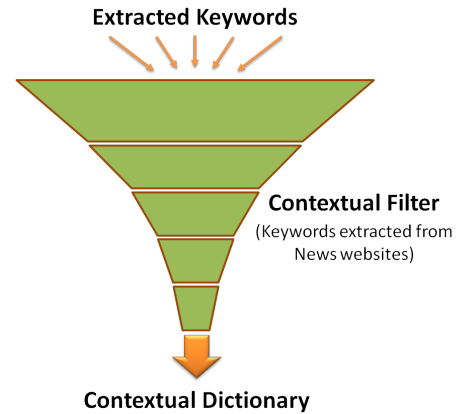 Extracted Keywords
Contextual Filter
(Keywords extracted from
News websites)
Contextual Dictionary